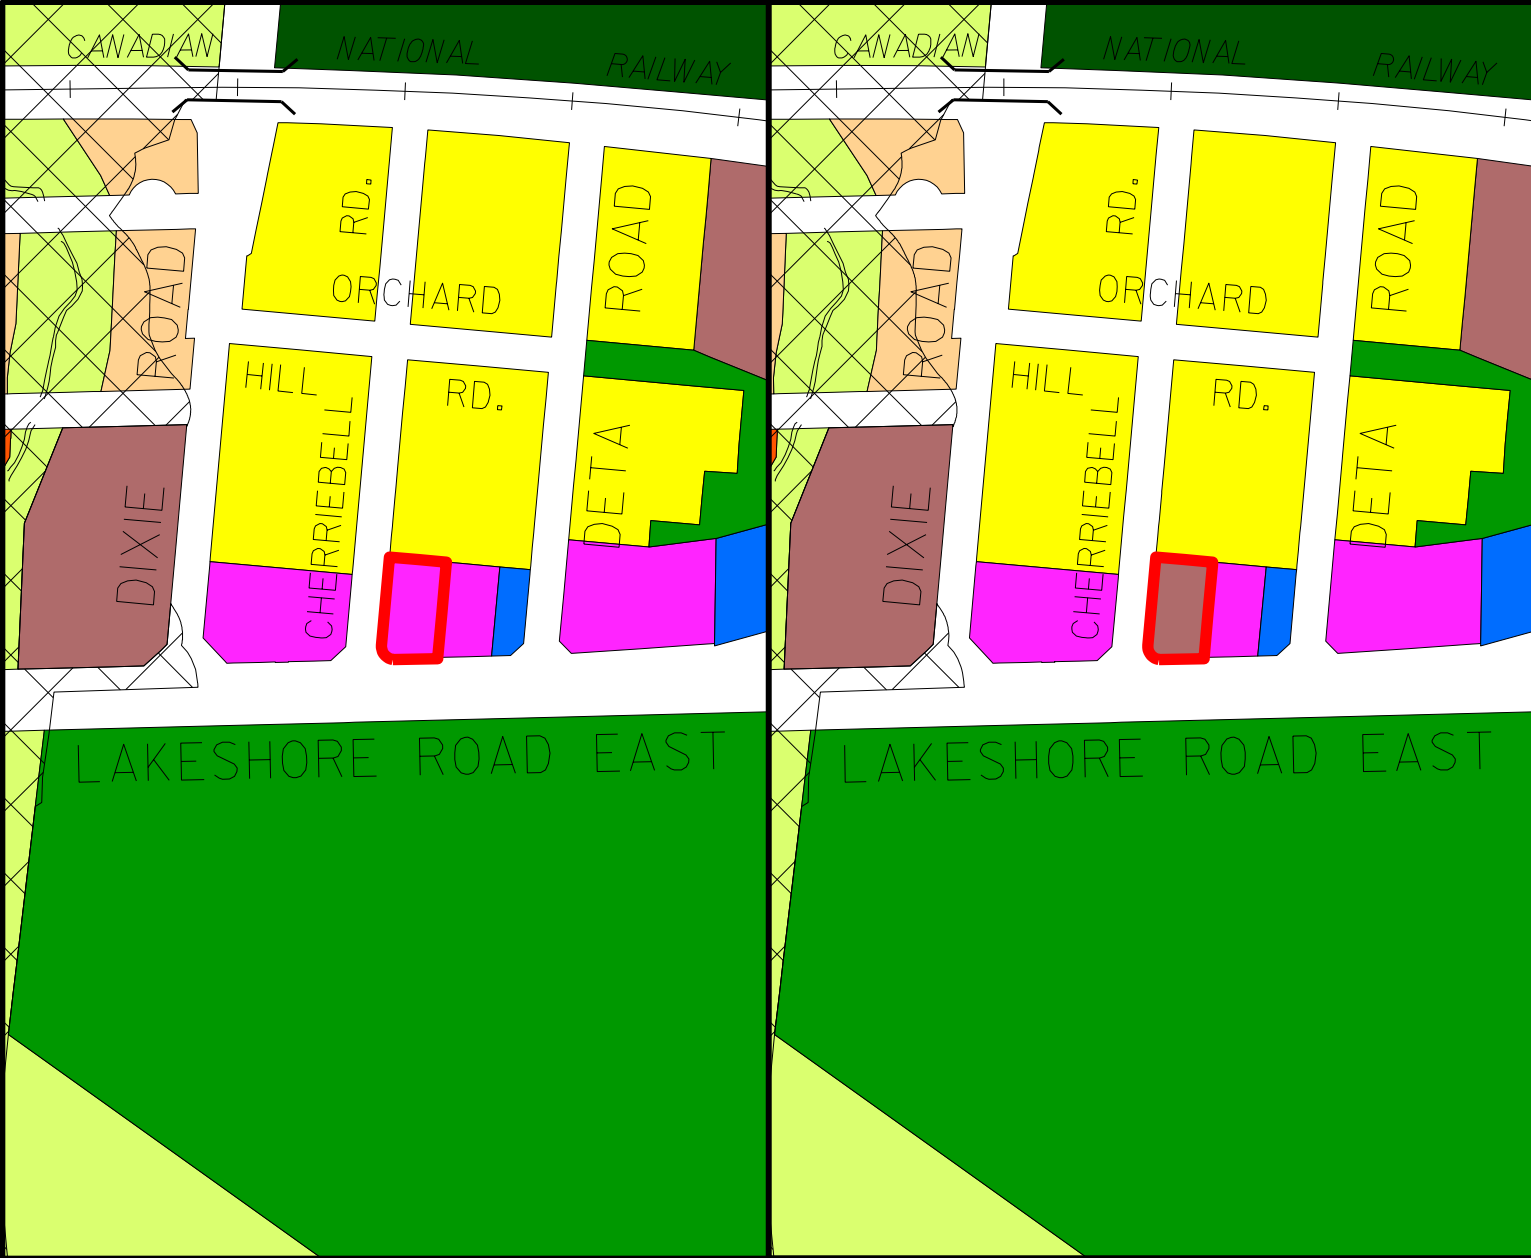 CANADIAN NATIONAL RAILWAY
RD.
ROAD
ROAD
ORCHARD
HILL RD.
CHERRIEBELL
DETA
DIXIE
LAKESHORE ROAD EAST
CANADIAN NATIONAL RAILWAY
RD.
ROAD
ROAD
ORCHARD
HILL RD.
CHERRIEBELL
DETA
DIXIE
LAKESHORE ROAD EAST